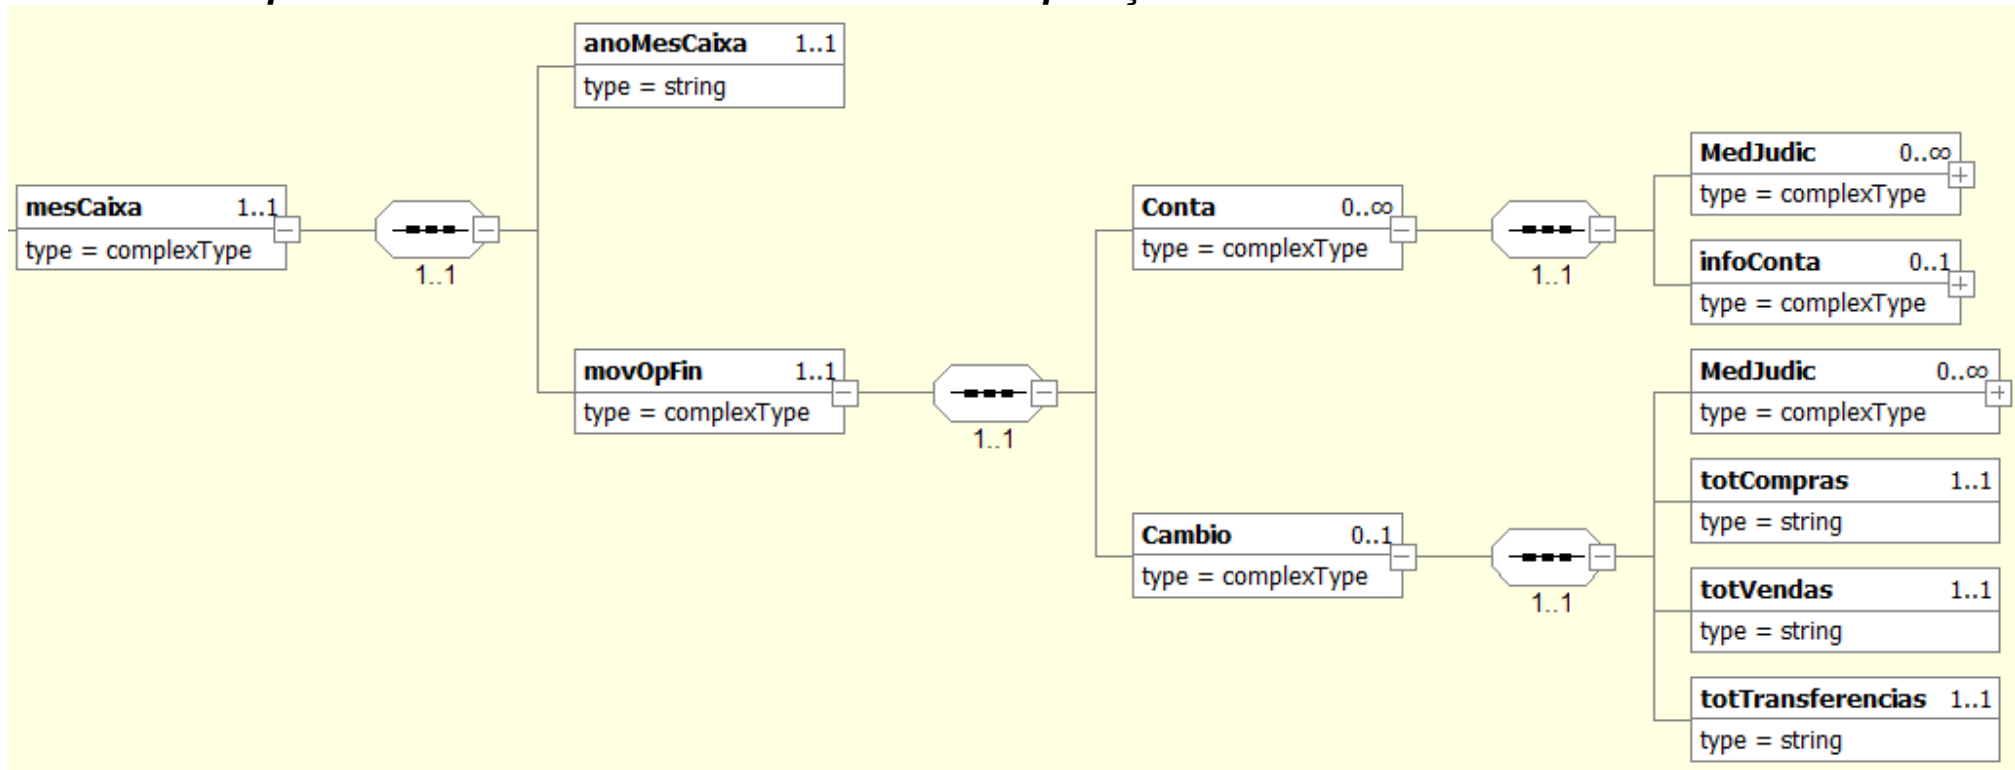 anoMesCaixa 1..1
type = string
mesCaixa 1..1
type = complexType
1..1
movOpFin 1..1
type = complexType
1..1
Conta 0..∞
type = complexType
1..1
MedJudic 0..∞
type = complexType
infoConta 0..1
type = complexType
Cambio 0..1
type = complexType
1..1
MedJudic 0..∞
type = complexType
totCompras 1..1
type = string
totVendas 1..1
type = string
totTransferencias 1..1
type = string